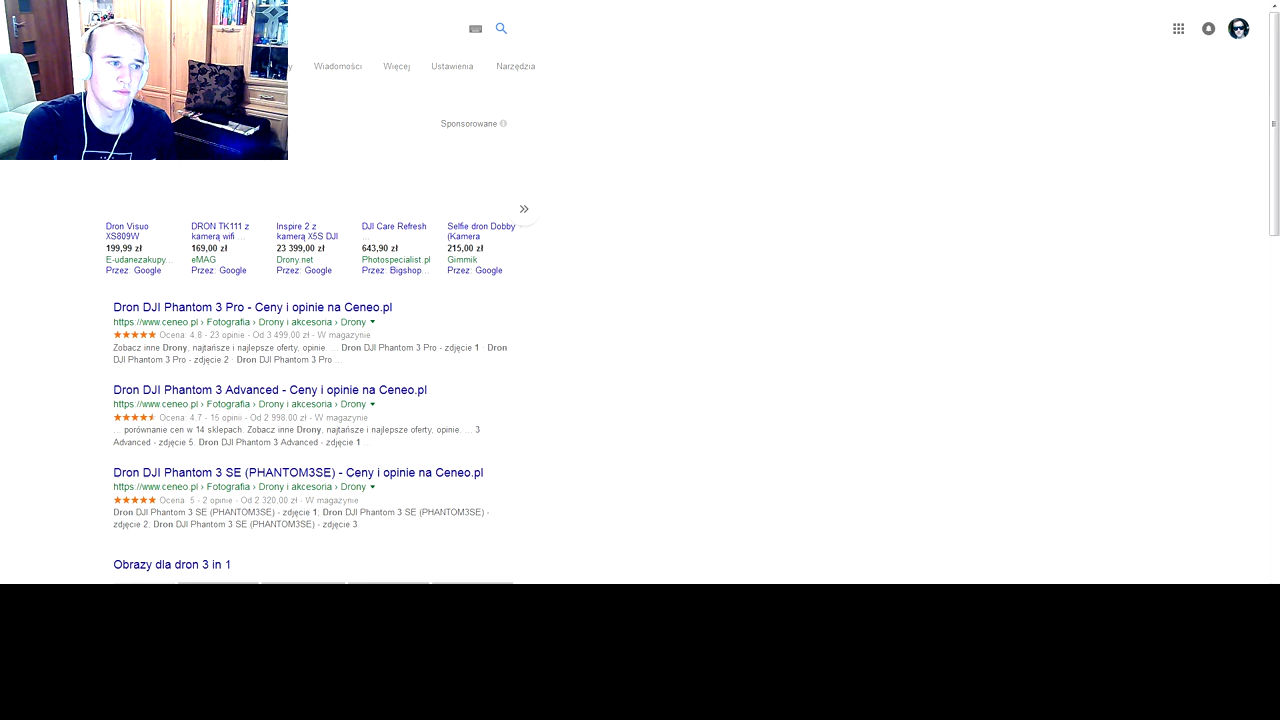 Wiadomości Więcej Ustawienia Narzędzia
Sponsorowane
Dron Visuo
XS809W
199,99 zł
E-udanezakupy...
Przez: Google
DRON TK111 z
kamerą wifi ...
169,00 zł
eMAG
Przez: Google
Inspire 2 z
kamerą X5S DJI
23 399,00 zł
Drony.net
Przez: Google
DJI Care Refresh
...
643,90 zł
Photospecialist.pl
Przez: Bigshop...
Selfie dron Dobby
(Kamera
215,00 zł
Gimmik
Przez: Google
Dron DJI Phantom 3 Pro - Ceny i opinie na Ceneo.pl
https://www.ceneo.pl › Fotografia › Drony i akcesoria › Drony
Ocena: 4,8 - 23 opinie - Od 3 499,00 zł - W magazynie
Zobacz inne Drony, najtańsze i najlepsze oferty, opinie. ... Dron DJI Phantom 3 Pro - zdjęcie 1 · Dron
DJI Phantom 3 Pro - zdjęcie 2 · Dron DJI Phantom 3 Pro ...
Dron DJI Phantom 3 Advanced - Ceny i opinie na Ceneo.pl
https://www.ceneo.pl › Fotografia › Drony i akcesoria › Drony
Ocena: 4,7 - 15 opinii - Od 2 998,00 zł - W magazynie
... porównanie cen w 14 sklepach. Zobacz inne Drony, najtańsze i najlepsze oferty, opinie. ... 3
Advanced - zdjęcie 5. Dron DJI Phantom 3 Advanced - zdjęcie 1 ...
Dron DJI Phantom 3 SE (PHANTOM3SE) - Ceny i opinie na Ceneo.pl
https://www.ceneo.pl › Fotografia › Drony i akcesoria › Drony
Ocena: 5 - 2 opinie - Od 2 320,00 zł - W magazynie
Dron DJI Phantom 3 SE (PHANTOM3SE) - zdjęcie 1; Dron DJI Phantom 3 SE (PHANTOM3SE) -
zdjęcie 2; Dron DJI Phantom 3 SE (PHANTOM3SE) - zdjęcie 3.
Obrazy dla dron 3 in 1